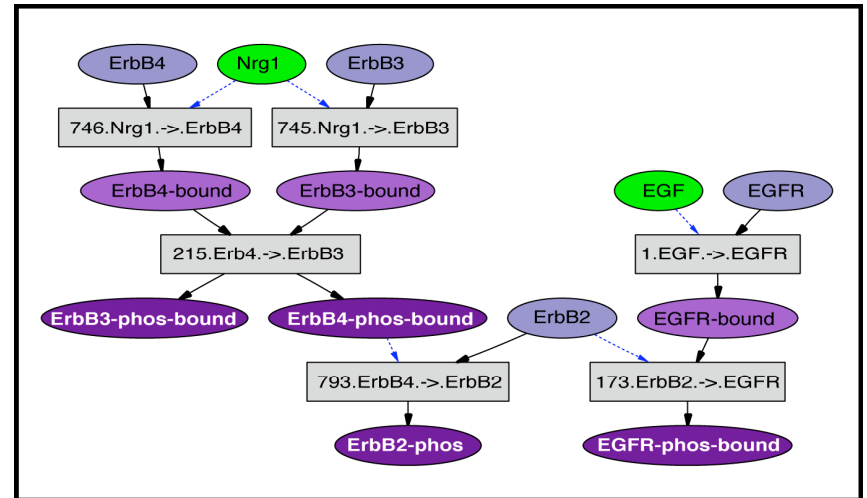 ErbB4
Nrg1
ErbB3
746.Nrg1.->.ErbB4
745.Nrg1.->.ErbB3
ErbB4-bound
ErbB3-bound
EGF
EGFR
215.Erb4.->.ErbB3
1.EGF.->.EGFR
ErbB3-phos-bound
ErbB4-phos-bound
ErbB2
EGFR-bound
793.ErbB4.->.ErbB2
173.ErbB2.->.EGFR
ErbB2-phos
EGFR-phos-bound